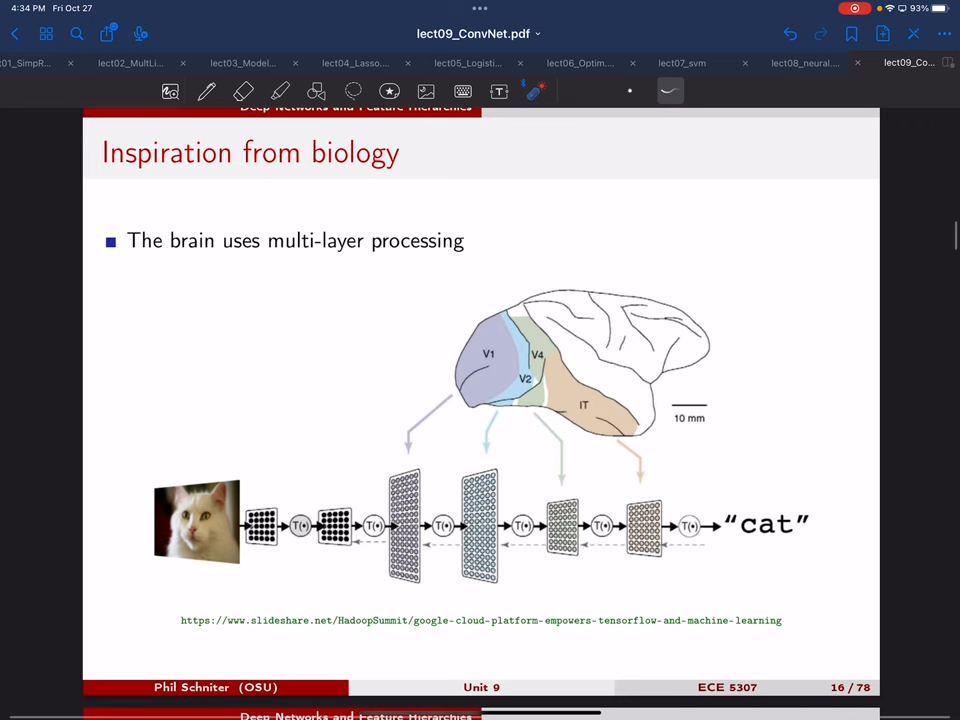 4:34 PM Fri Oct 27
93%
lect09_ConvNet.pdf
01_SimpR...
lect02_MultLi...
lect03_Model...
lect04_Lasso....
lect05_Logisti...
lect06_Optim....
lect07_svm
lect08_neural....
lect09_Co...
Deep Networks and Feature Hierarchies
Inspiration from biology
The brain uses multi-layer processing
V1
V2
V4
IT
10 mm
T(•) T(•) T(•) T(•) T(•) T(•) "cat"
https://www.slideshare.net/HadoopSummit/google-cloud-platform-empowers-tensorflow-and-machine-learning
Phil Schniter (OSU) Unit 9 ECE 5307 16 / 78
Deep Networks and Feature Hierarchies